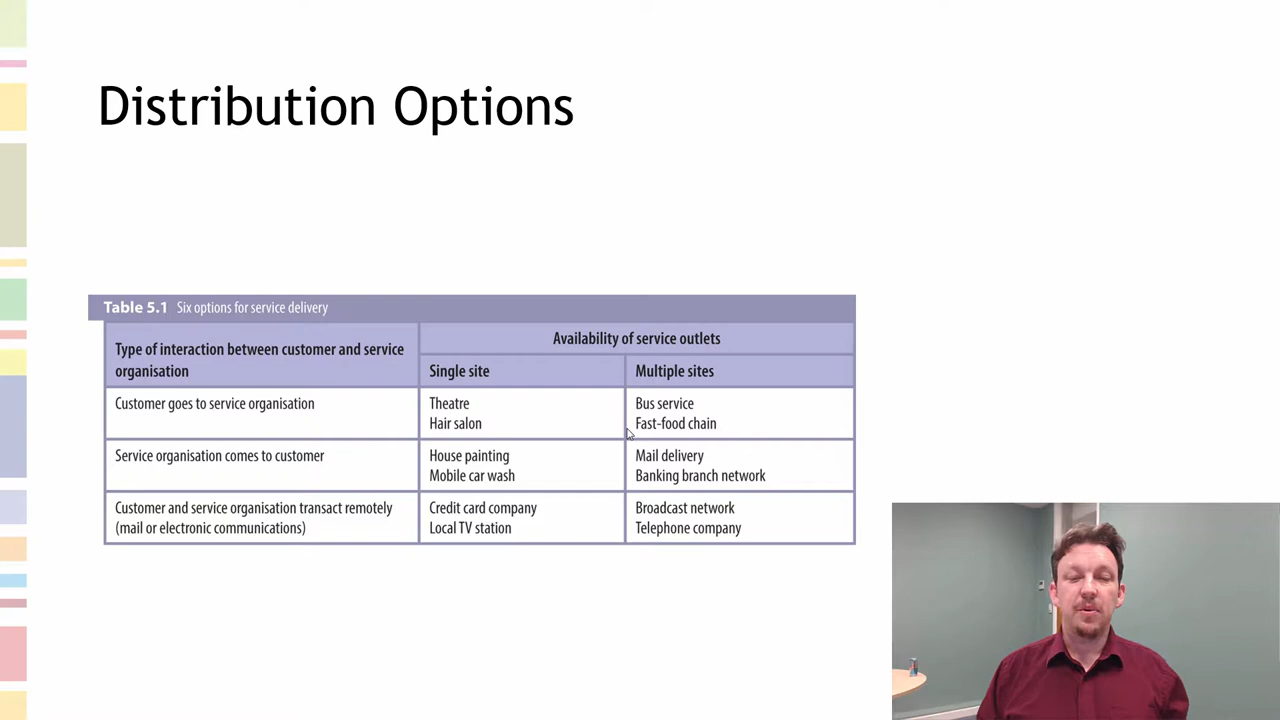 Distribution Options
Table 5.1 Six options for service delivery
Type of interaction between customer and service
organisation
Availability of service outlets
Single site
Multiple sites
Customer goes to service organisation
Theatre
Hair salon
Bus service
Fast-food chain
Service organisation comes to customer
House painting
Mobile car wash
Mail delivery
Banking branch network
Customer and service organisation transact remotely
(mail or electronic communications)
Credit card company
Local TV station
Broadcast network
Telephone company